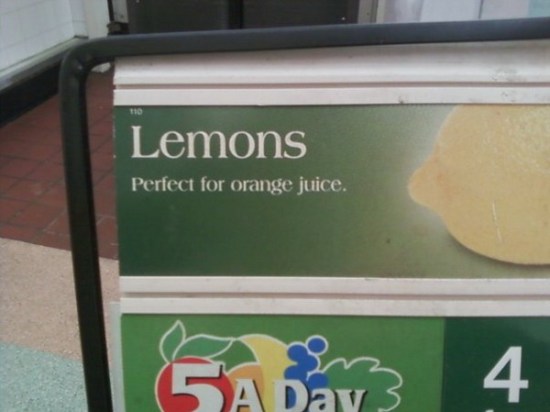 110
Lemons
Perfect for orange juice.
5 A Day
4